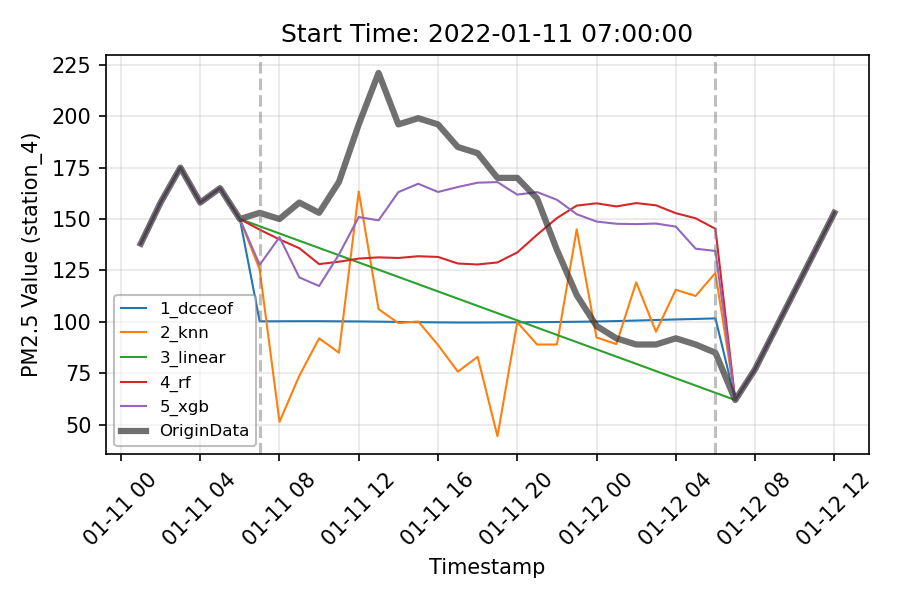 Start Time: 2022-01-11 07:00:00
PM2.5 Value (station_4)
225
200
175
150
125
100
75
50
1_dcceof
2_knn
3_linear
4_rf
5_xgb
OriginData
01-11 00
01-11 04
01-11 08
01-11 12
01-11 16
01-11 20
01-12 00
01-12 04
01-12 08
01-12 12
Timestamp